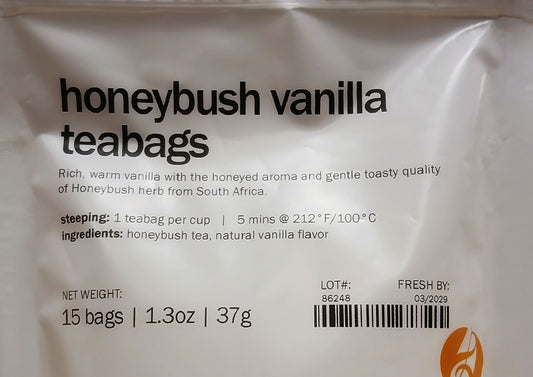 honeybush vanilla
teabags
Rich, warm vanilla with the honeyed aroma and gentle toasty quality
of Honeybush herb from South Africa.
steeping: 1 teabag per cup | 5 mins @ 212°F/100°C
ingredients: honeybush tea, natural vanilla flavor
NET WEIGHT:
15 bags | 1.3oz | 37g
LOT#: FRESH BY:
86248 03/2029